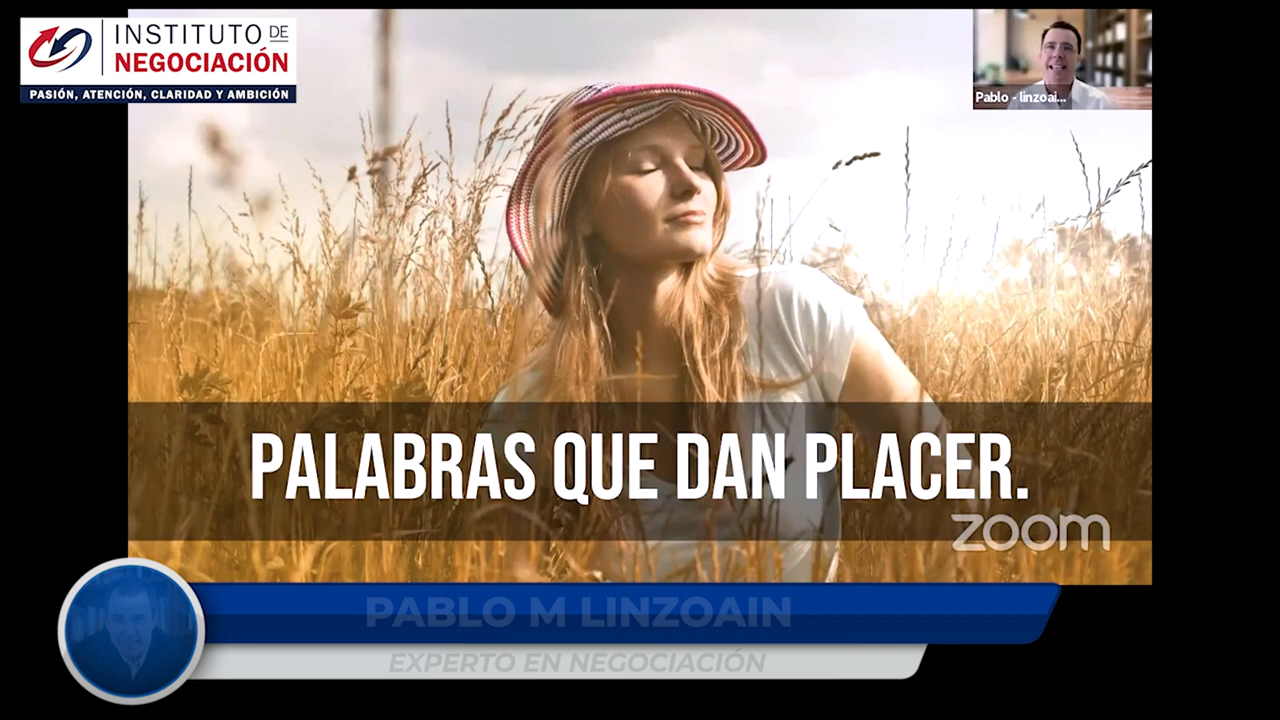 INSTITUTO DE
NEGOCIACIÓN
PASIÓN, ATENCIÓN, CLARIDAD Y AMBICIÓN
Pablo - linzoai...
PALABRAS QUE DAN PLACER.
zoom
PABLO M LINZOAIN
EXPERTO EN NEGOCIACIÓN